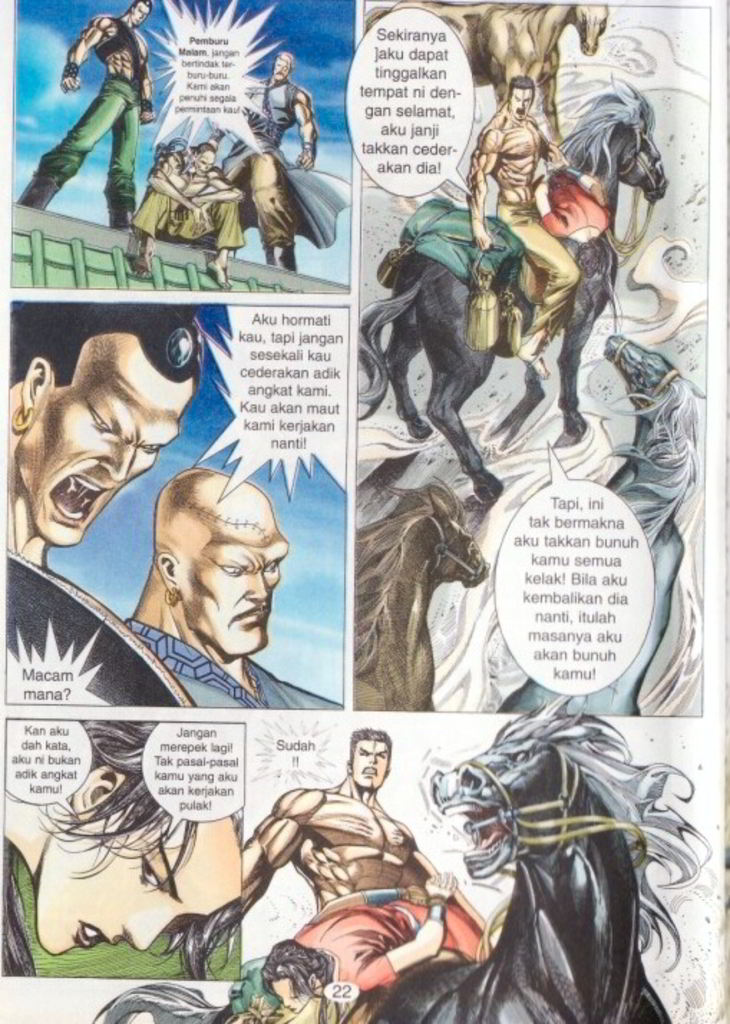 Pemburu
Malam, jangan
bertindak ter-
buru-buru.
Kami akan
penuhi segala
permintaan kau!
Sekiranya
]aku dapat
tinggalkan
tempat ni den-
gan selamat,
aku janji
takkan ceder-
akan dia!
Aku hormati
kau, tapi jangan
sesekali kau
cederakan adik
angkat kami.
Kau akan maut
kami kerjakan
nanti!
Macam
mana?
Tapi, ini
tak bermakna
aku takkan bunuh
kamu semua
kelak! Bila aku
kembalikan dia
nanti, itulah
masanya aku
akan bunuh
kamu!
Kan aku
dah kata,
aku ni bukan
adik angkat
kamu!
Jangan
merepek lagi!
Tak pasal-pasal
kamu yang aku
akan kerjakan
pulak!
Sudah
!!
22